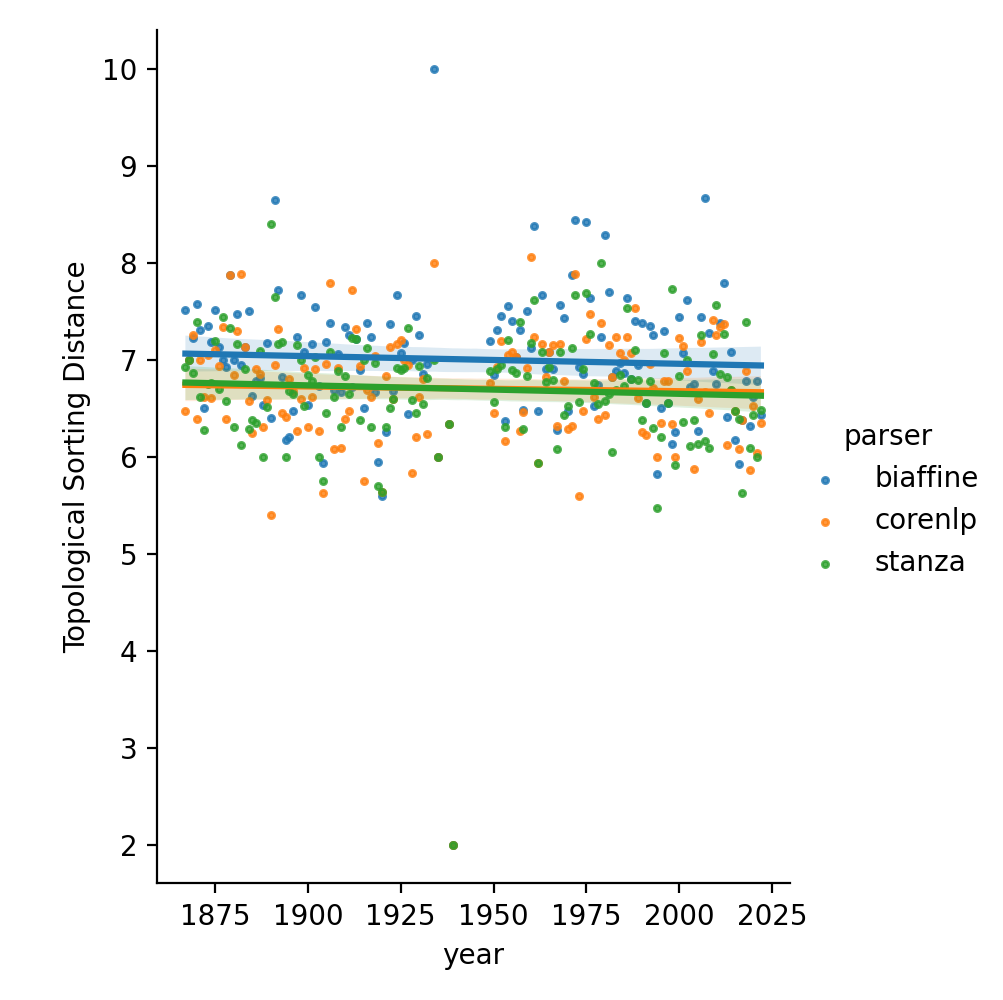 10
9
8
7
6
5
4
3
2
Topological Sorting Distance
1875 1900 1925 1950 1975 2000 2025
year
parser
biaffine
corenlp
stanza